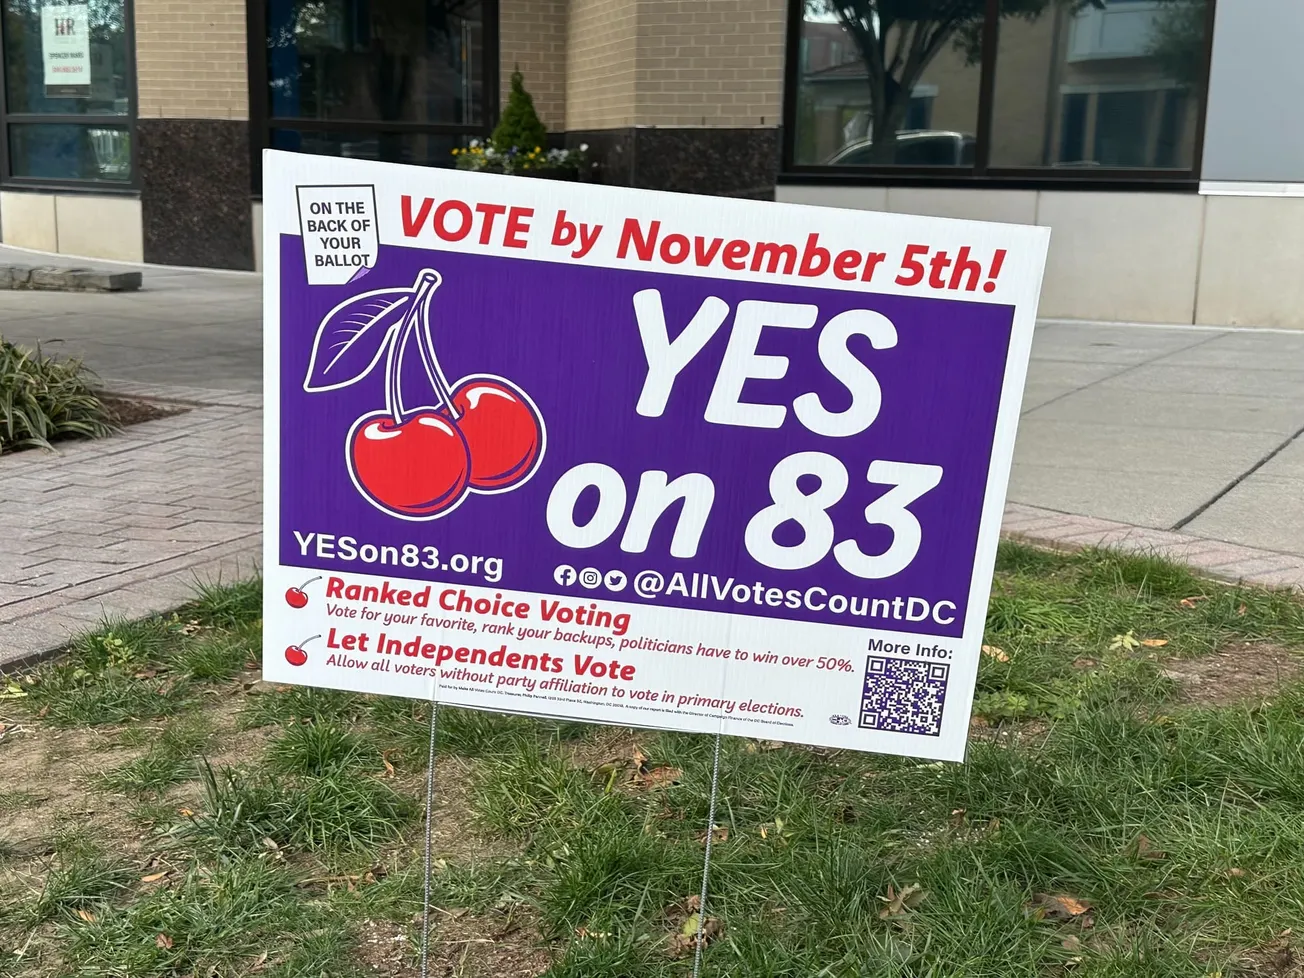 HR
ON THE
BACK OF
YOUR
BALLOT
VOTE by November 5th!
YES
on 83
YESon83.org
@AllVotesCountDC
Ranked Choice Voting
Vote for your favorite, rank your backups, politicians have to win over 50%.
Let Independents Vote
Allow all voters without party affiliation to vote in primary elections.
More Info: